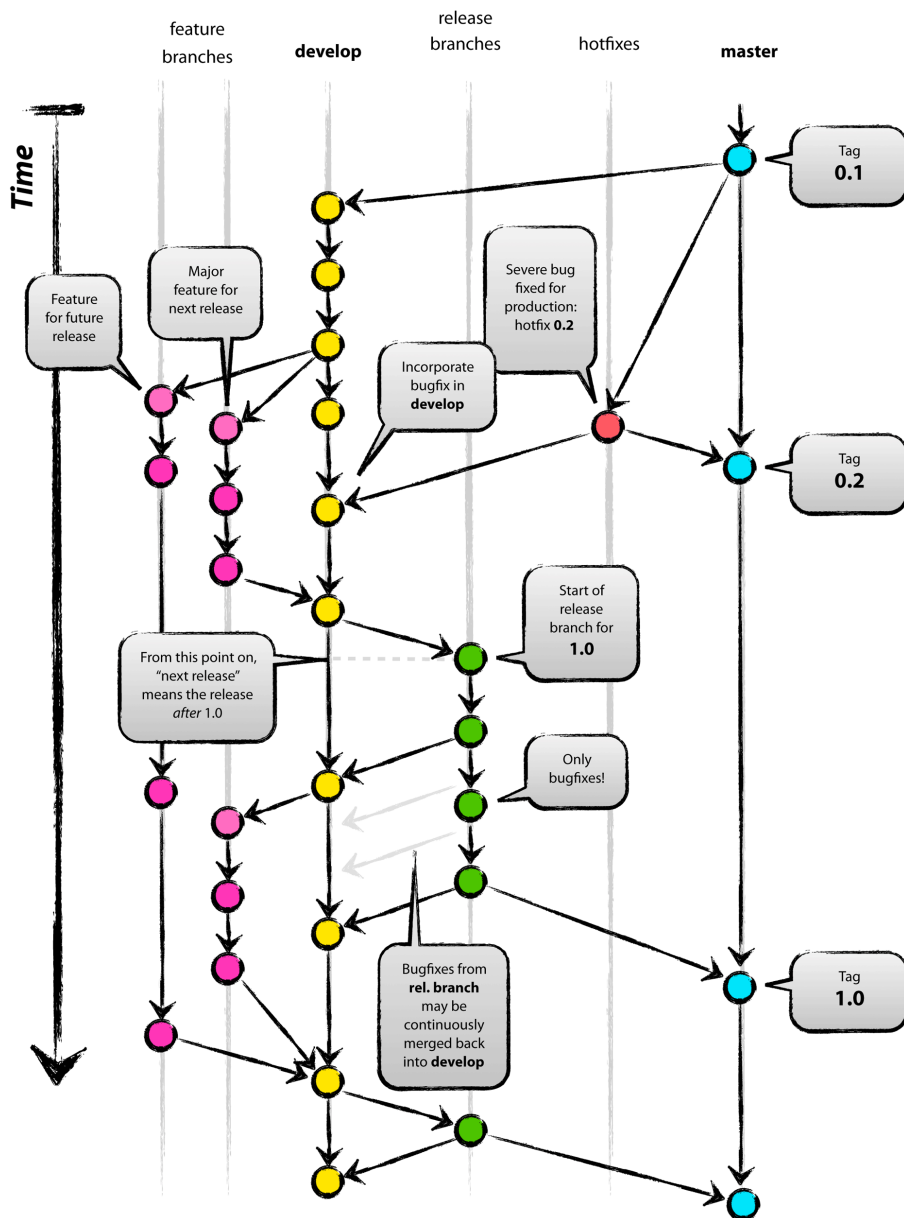 feature
branches
develop
release
branches
hotfixes
master
Time
Tag
0.1
Feature
for future
release
Major
feature for
next release
Severe bug
fixed for
production:
hotfix 0.2
Incorporate
bugfix in
develop
Tag
0.2
Start of
release
branch for
1.0
From this point on,
“next release”
means the release
after 1.0
Only
bugfixes!
Bugfixes from
rel. branch
may be
continuously
merged back
into develop
Tag
1.0